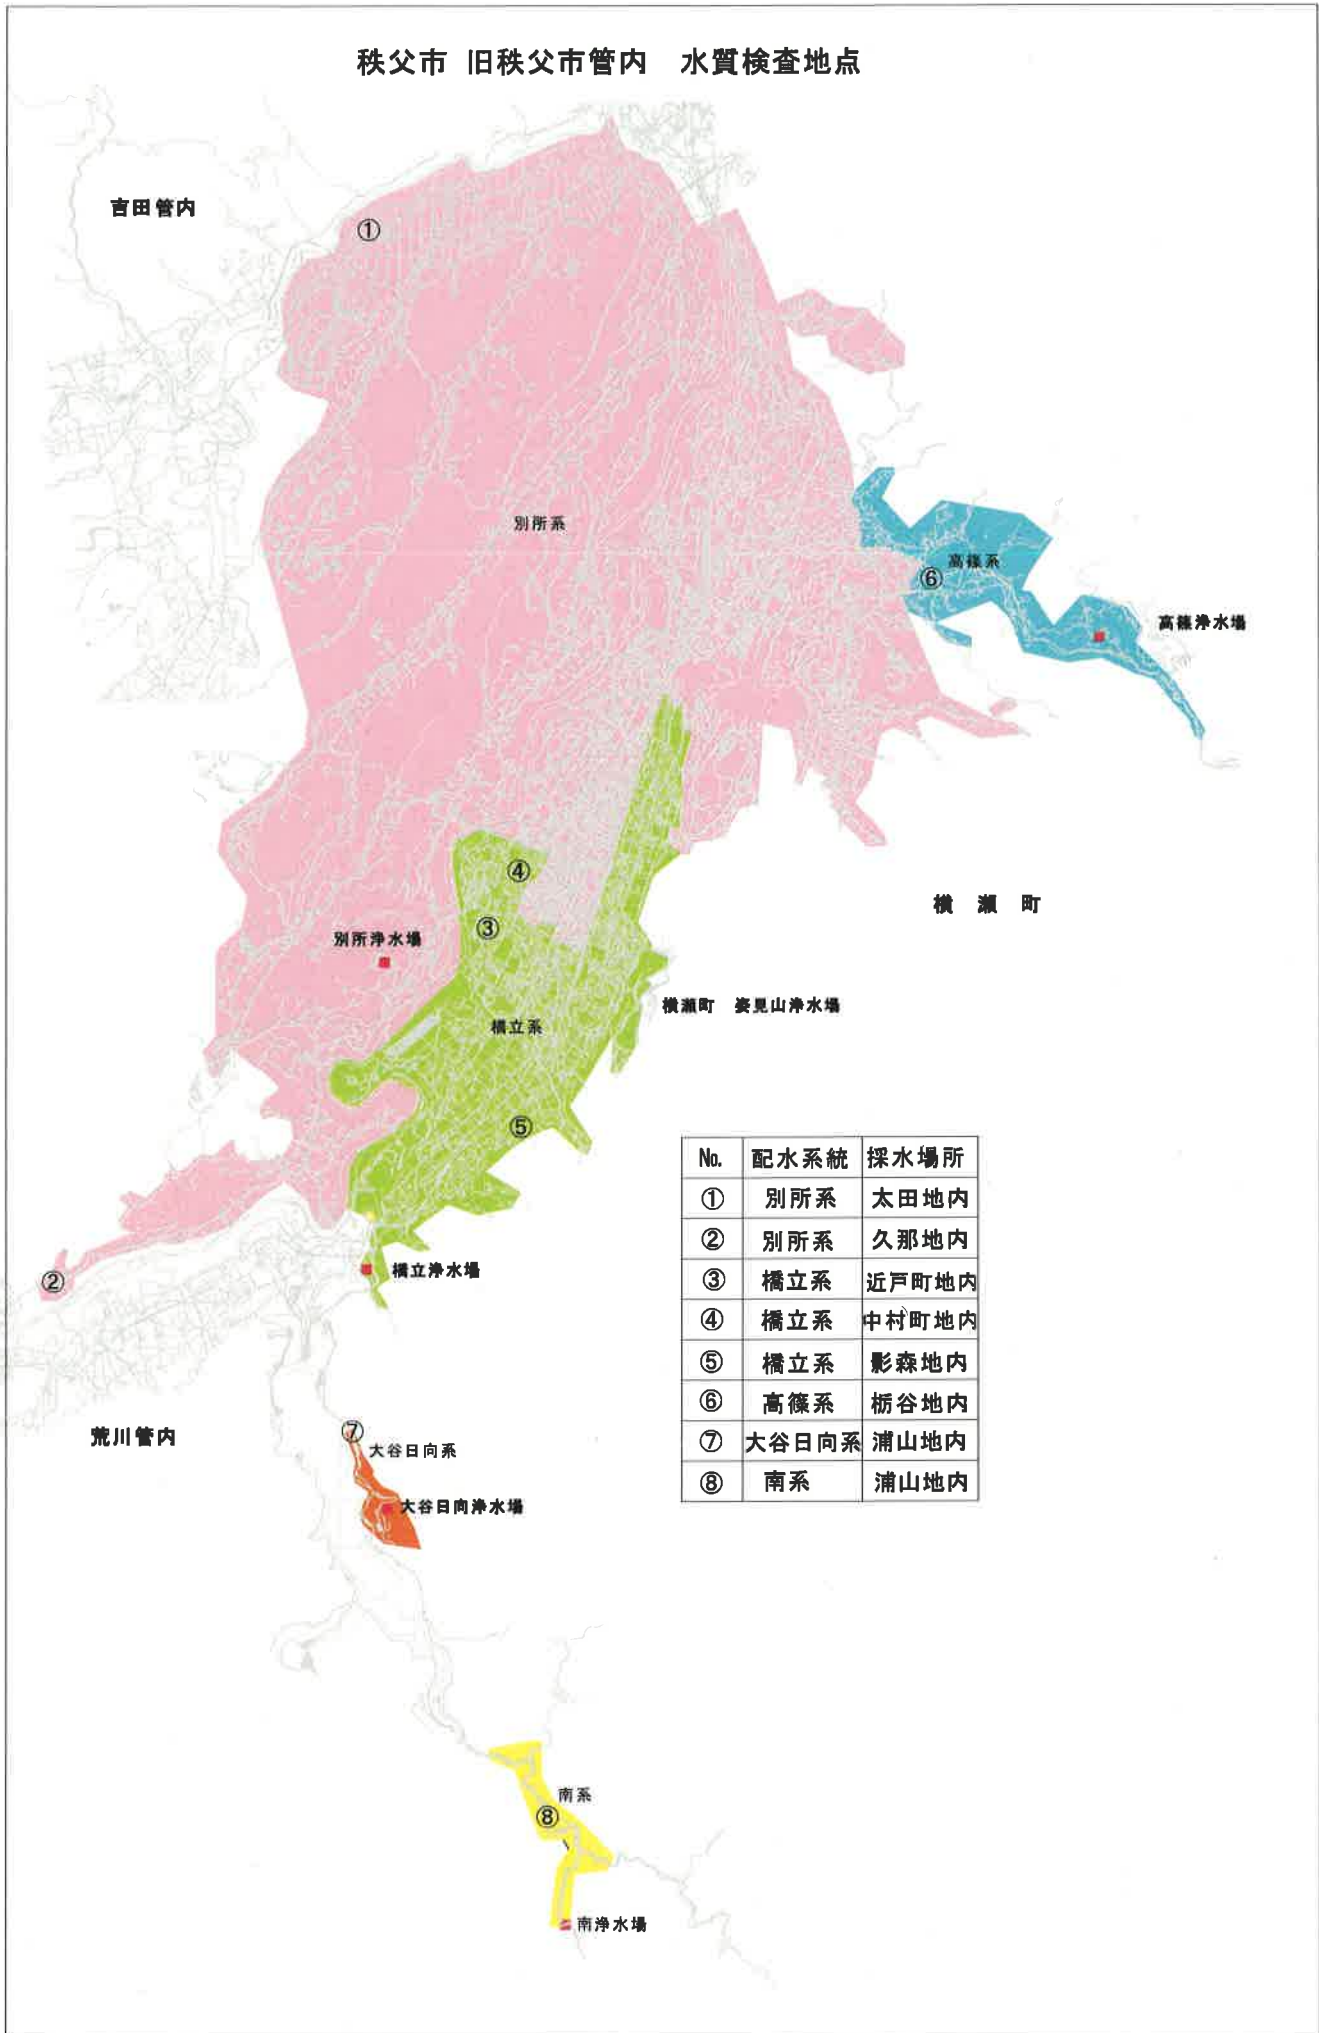 秩父市 旧秩父市管内 水質検査地点
吉田管内
①
別所系
高篠系
⑥
高篠浄水場
④
横瀬町
③
別所浄水場
横瀬町 姿見山浄水場
橋立系
⑤
No. 配水系統 採水場所
① 別所系 太田地内
② 別所系 久那地内
③ 橋立系 近戸町地内
④ 橋立系 中村町地内
⑤ 橋立系 影森地内
⑥ 高篠系 栃谷地内
⑦ 大谷日向系 浦山地内
⑧ 南系 浦山地内
②
橋立浄水場
荒川管内
⑦
大谷日向系
大谷日向浄水場
南系
⑧
南浄水場